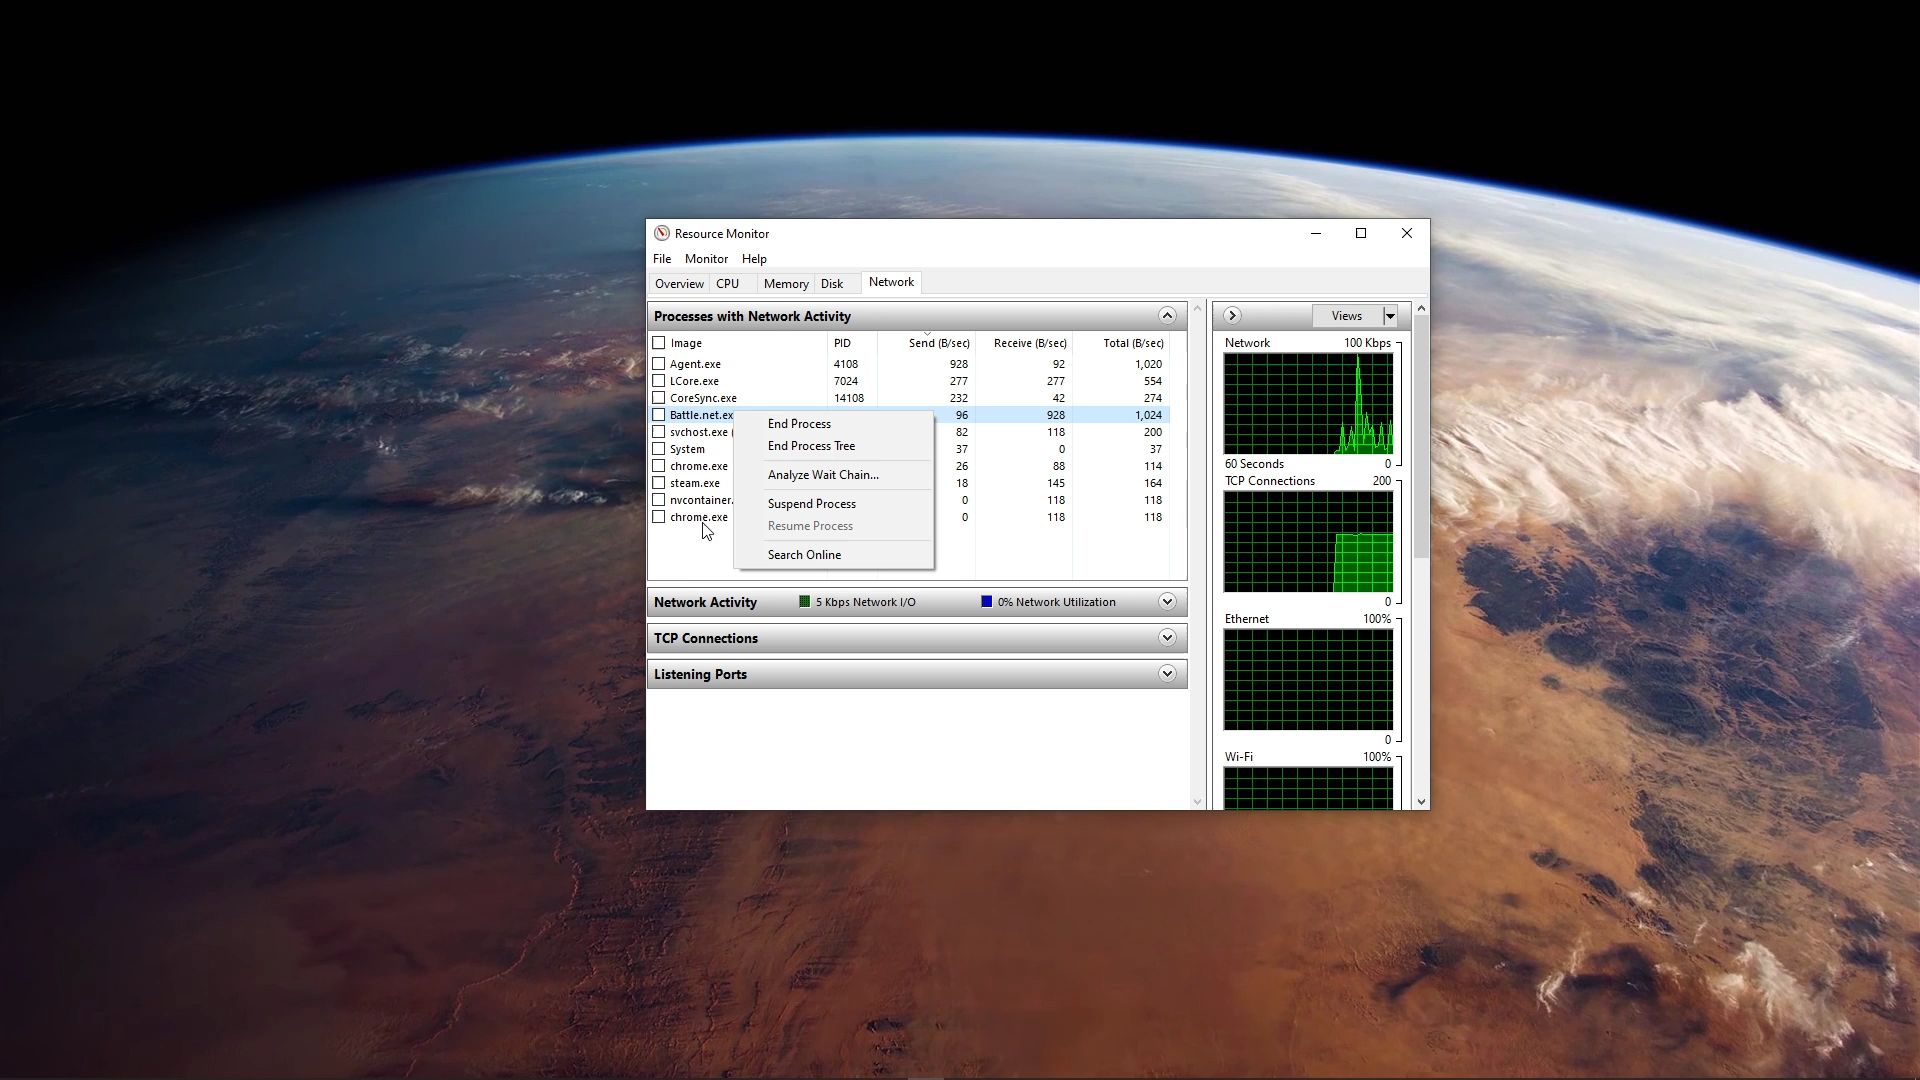 Resource Monitor
File Monitor Help
Overview CPU Memory Disk Network
Processes with Network Activity
Image PID Send (B/sec) Receive (B/sec) Total (B/sec)
Agent.exe 4108 928 92 1,020
LCore.exe 7024 277 277 554
CoreSync.exe 14108 232 42 274
Battle.net.ex 96 928 1,024
svchost.exe ( 82 118 200
System 37 0 37
chrome.exe 26 88 114
steam.exe 18 145 164
nvcontainer. 0 118 118
chrome.exe 0 118 118
End Process
End Process Tree
Analyze Wait Chain...
Suspend Process
Resume Process
Search Online
Network Activity 5 Kbps Network I/O 0% Network Utilization
TCP Connections
Listening Ports
Views
Network 100 Kbps
60 Seconds 0
TCP Connections 200
0
Ethernet 100%
0
Wi-Fi 100%